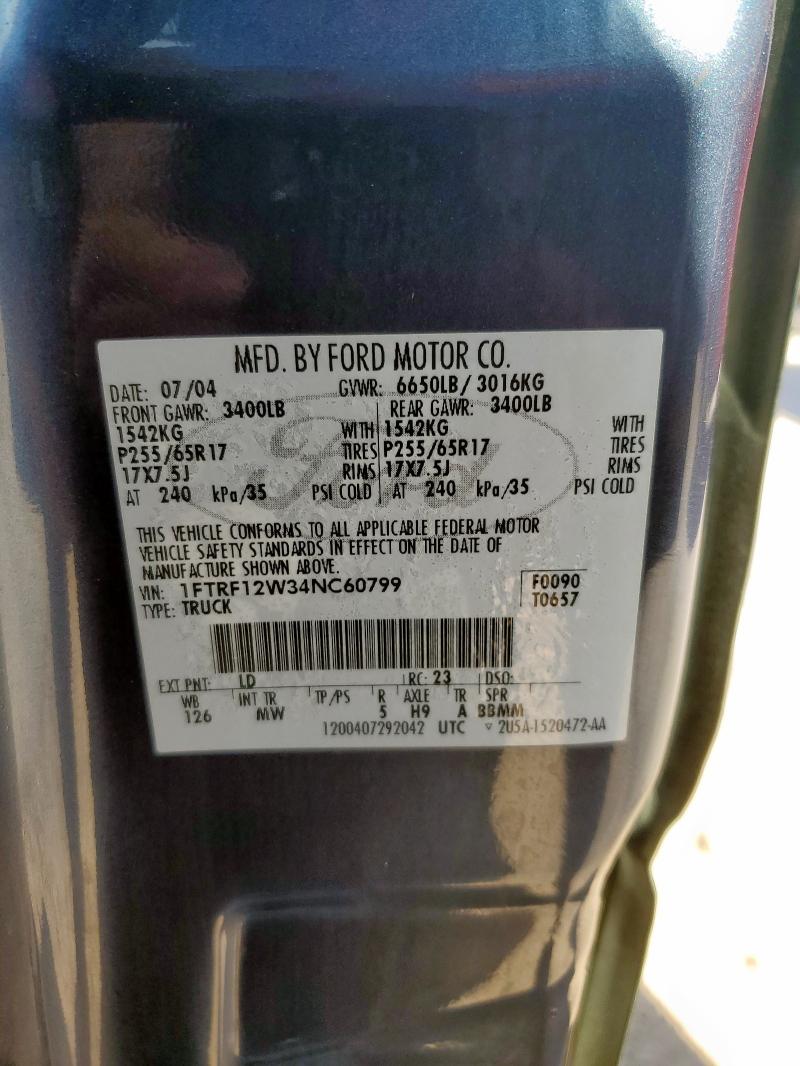 MFD. BY FORD MOTOR CO.
DATE: 07/04 GVWR: 6650LB/ 3016KG
FRONT GAWR: 3400LB REAR GAWR: 3400LB
1542KG WITH 1542KG WITH
P255/65R17 TIRES P255/65R17 TIRES
17X7.5J RIMS 17X7.5J RIMS
AT 240 kPa/35 PSI COLD AT 240 kPa/35 PSI COLD
THIS VEHICLE CONFORMS TO ALL APPLICABLE FEDERAL MOTOR
VEHICLE SAFETY STANDARDS IN EFFECT ON THE DATE OF
MANUFACTURE SHOWN ABOVE.
VIN: 1FTRF12W34NC60799 F0090
TYPE: TRUCK T0657
EXT PNT: LD RC: 23 DSO:
WB INT TR TP/PS R AXLE TR SPR
126 MW 5 H9 A BBMM
1200407292042 UTC ▿ 2U5A-1520472-AA